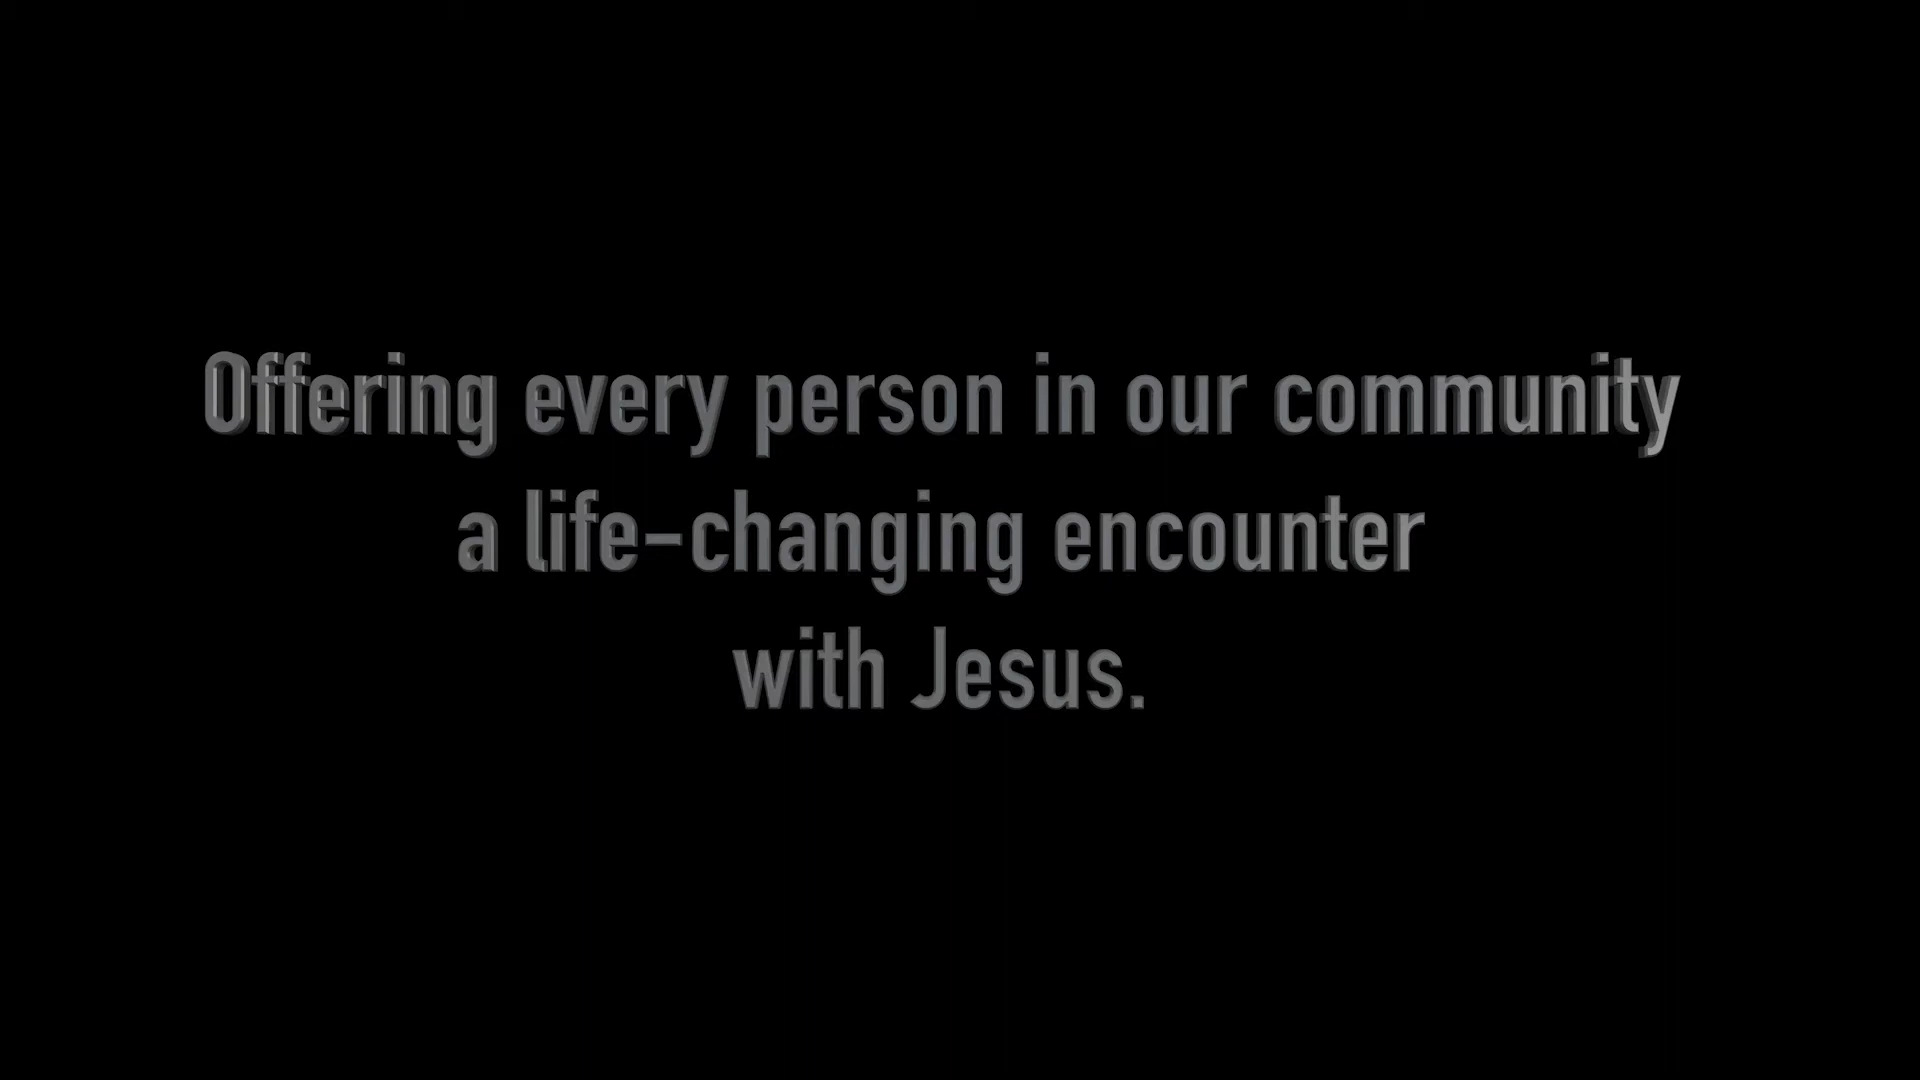 Offering every person in our community
a life-changing encounter
with Jesus.